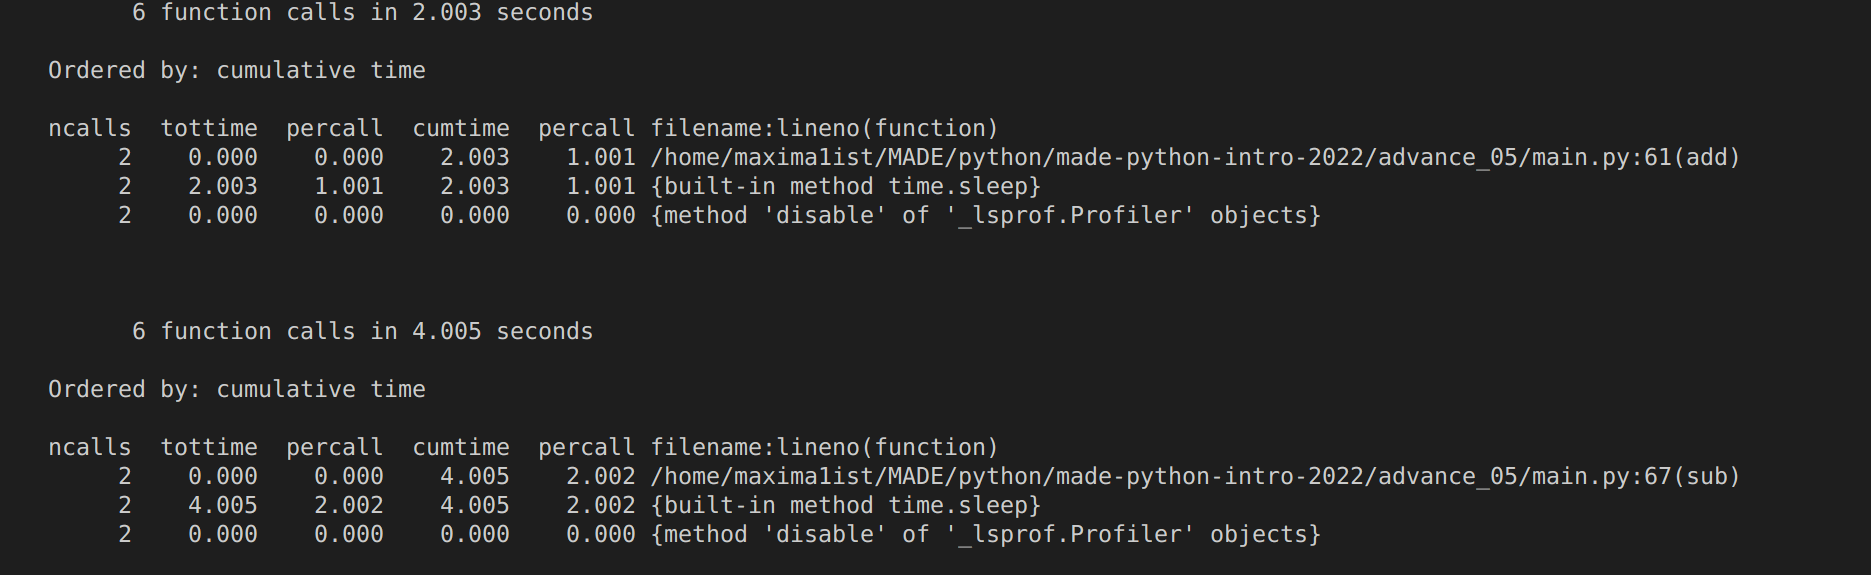 6 function calls in 2.003 seconds
Ordered by: cumulative time
ncalls  tottime  percall  cumtime  percall filename:lineno(function)
2    0.000    0.000    2.003    1.001 /home/maxima1ist/MADE/python/made-python-intro-2022/advance_05/main.py:61(add)
2    2.003    1.001    2.003    1.001 {built-in method time.sleep}
2    0.000    0.000    0.000    0.000 {method 'disable' of '_lsprof.Profiler' objects}
6 function calls in 4.005 seconds
Ordered by: cumulative time
ncalls  tottime  percall  cumtime  percall filename:lineno(function)
2    0.000    0.000    4.005    2.002 /home/maxima1ist/MADE/python/made-python-intro-2022/advance_05/main.py:67(sub)
2    4.005    2.002    4.005    2.002 {built-in method time.sleep}
2    0.000    0.000    0.000    0.000 {method 'disable' of '_lsprof.Profiler' objects}